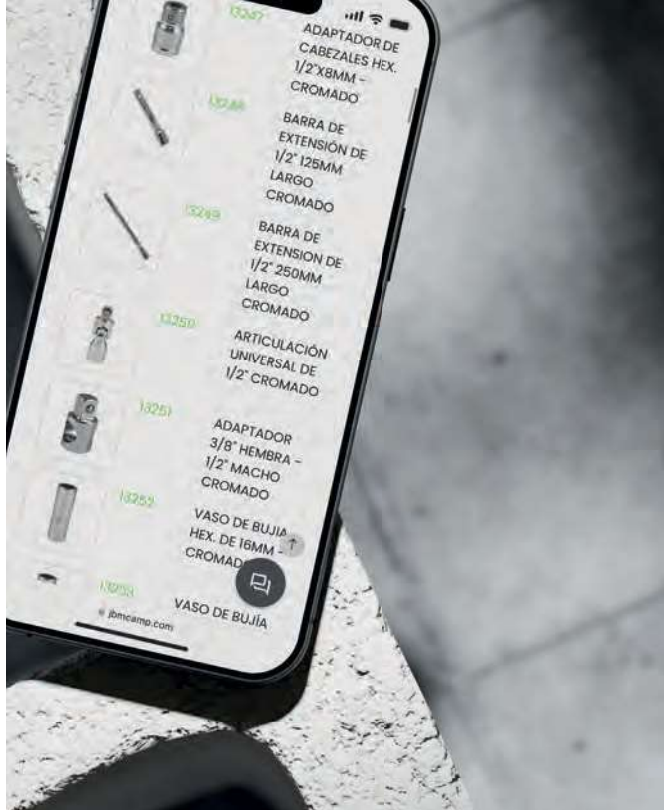 13247
ADAPTADOR DE
CABEZALES HEX.
1/2"X8MM –
CROMADO
13248
BARRA DE
EXTENSIÓN DE
1/2" 125MM
LARGO
CROMADO
13249
BARRA DE
EXTENSION DE
1/2" 250MM
LARGO
CROMADO
13250
ARTICULACIÓN
UNIVERSAL DE
1/2" CROMADO
13251
ADAPTADOR
3/8" HEMBRA –
1/2" MACHO
CROMADO
13252
VASO DE BUJIA
HEX. DE 16MM –
CROMAD
13253
VASO DE BUJÍA
jbmcamp.com